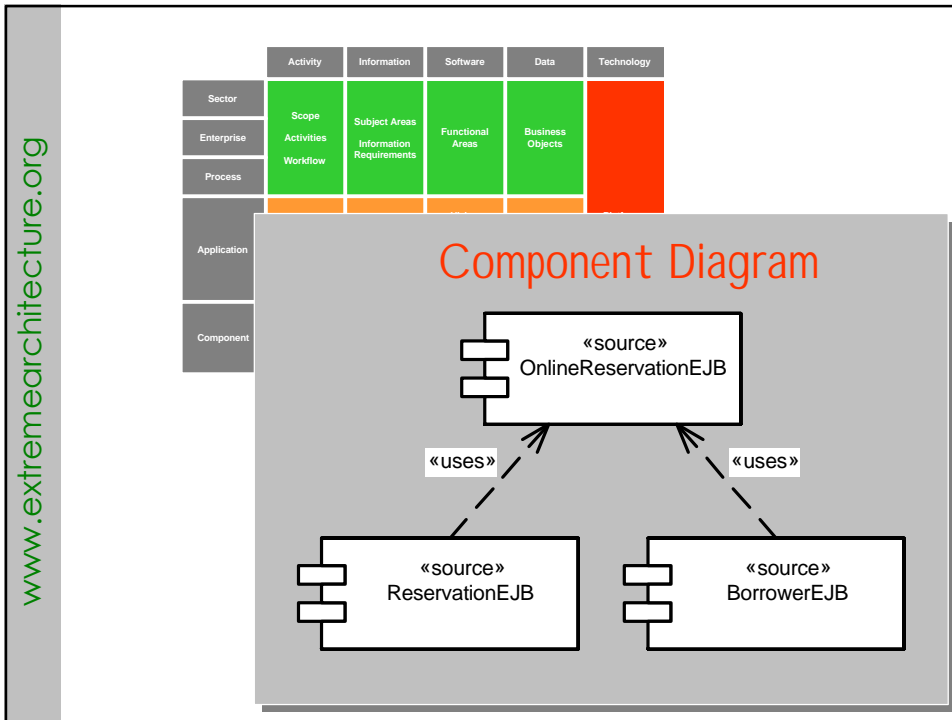 www.extremearchitecture.org
Activity Information Software Data Technology
Sector
Enterprise
Process
Application
Component
Scope
Activities
Workflow
Subject Areas
Information
Requirements
Functional
Areas
Business
Objects
Component Diagram
«source»
OnlineReservationEJB
«uses» «uses»
«source»
ReservationEJB
«source»
BorrowerEJB